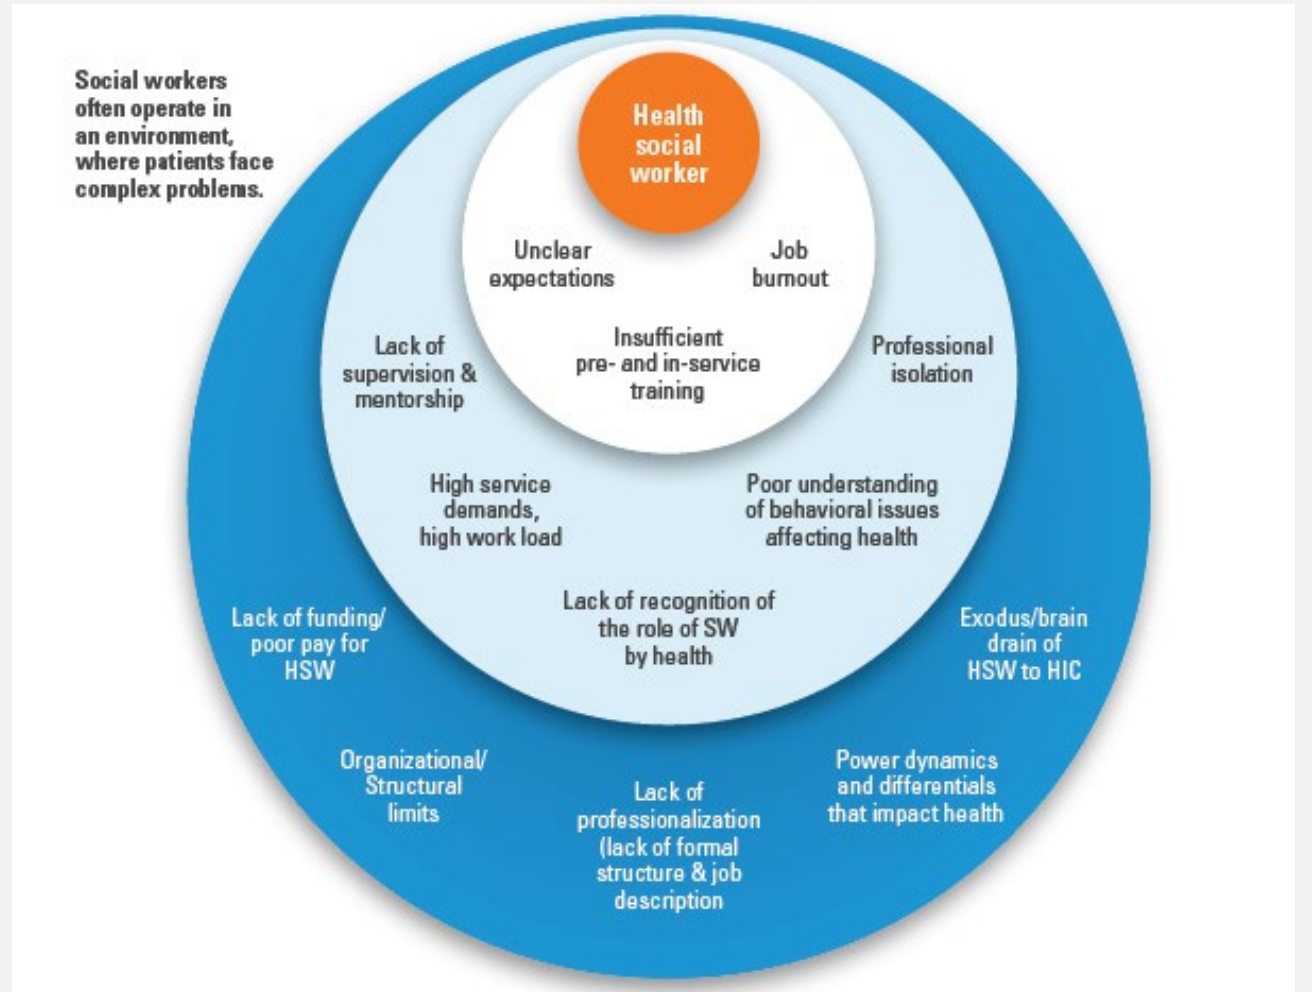 Social workers
often operate in
an environment,
where patients face
complex problems.
Health
social
worker
Unclear
expectations
Job
burnout
Insufficient
pre- and in-service
training
Lack of
supervision &
mentorship
Professional
isolation
High service
demands,
high work load
Poor understanding
of behavioral issues
affecting health
Lack of recognition of
the role of SW
by health
Lack of funding/
poor pay for
HSW
Exodus/brain
drain of
HSW to HIC
Organizational/
Structural
limits
Lack of
professionalization
(lack of formal
structure & job
description
Power dynamics
and differentials
that impact health